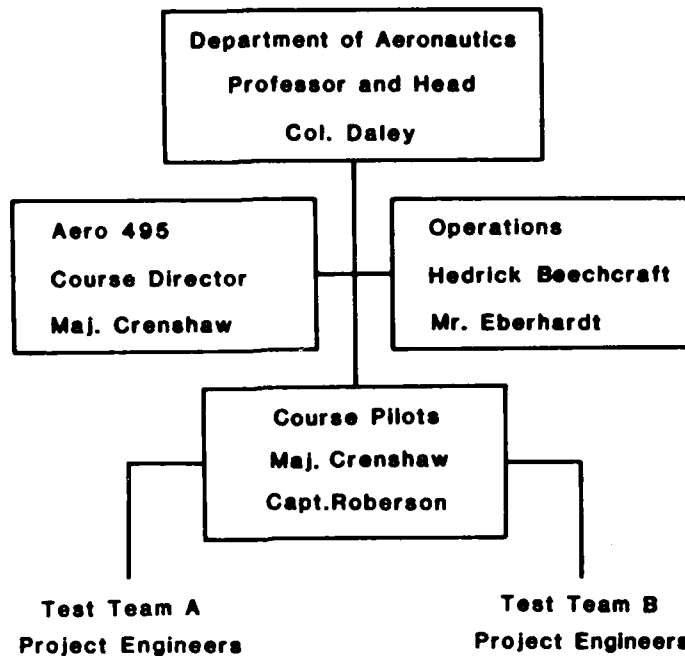 Department of Aeronautics
Professor and Head
Col. Daley
Aero 495
Course Director
Maj. Crenshaw
Operations
Hedrick Beechcraft
Mr. Eberhardt
Course Pilots
Maj. Crenshaw
Capt.Roberson
Test Team A
Project Engineers
Test Team B
Project Engineers